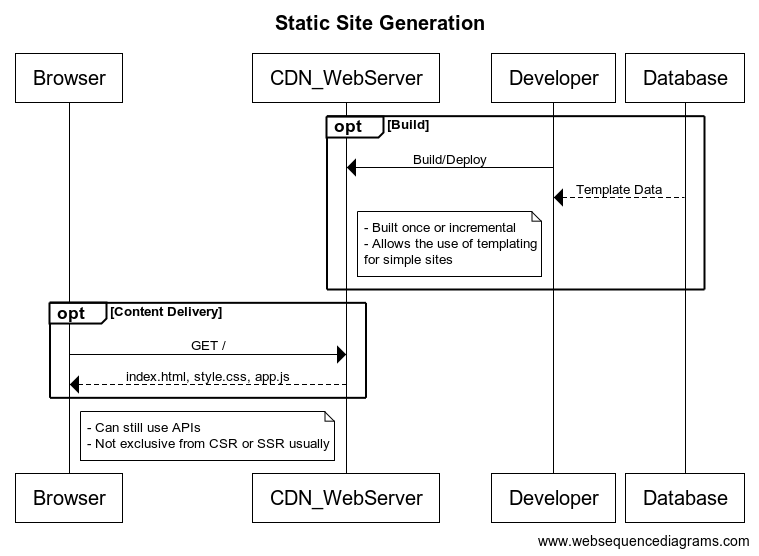 Static Site Generation
Browser
CDN_WebServer
Developer
Database
opt
[Build]
Build/Deploy
Template Data
- Built once or incremental
- Allows the use of templating
for simple sites
opt
[Content Delivery]
GET /
index.html, style.css, app.js
- Can still use APIs
- Not exclusive from CSR or SSR usually
Browser
CDN_WebServer
Developer
Database
www.websequencediagrams.com